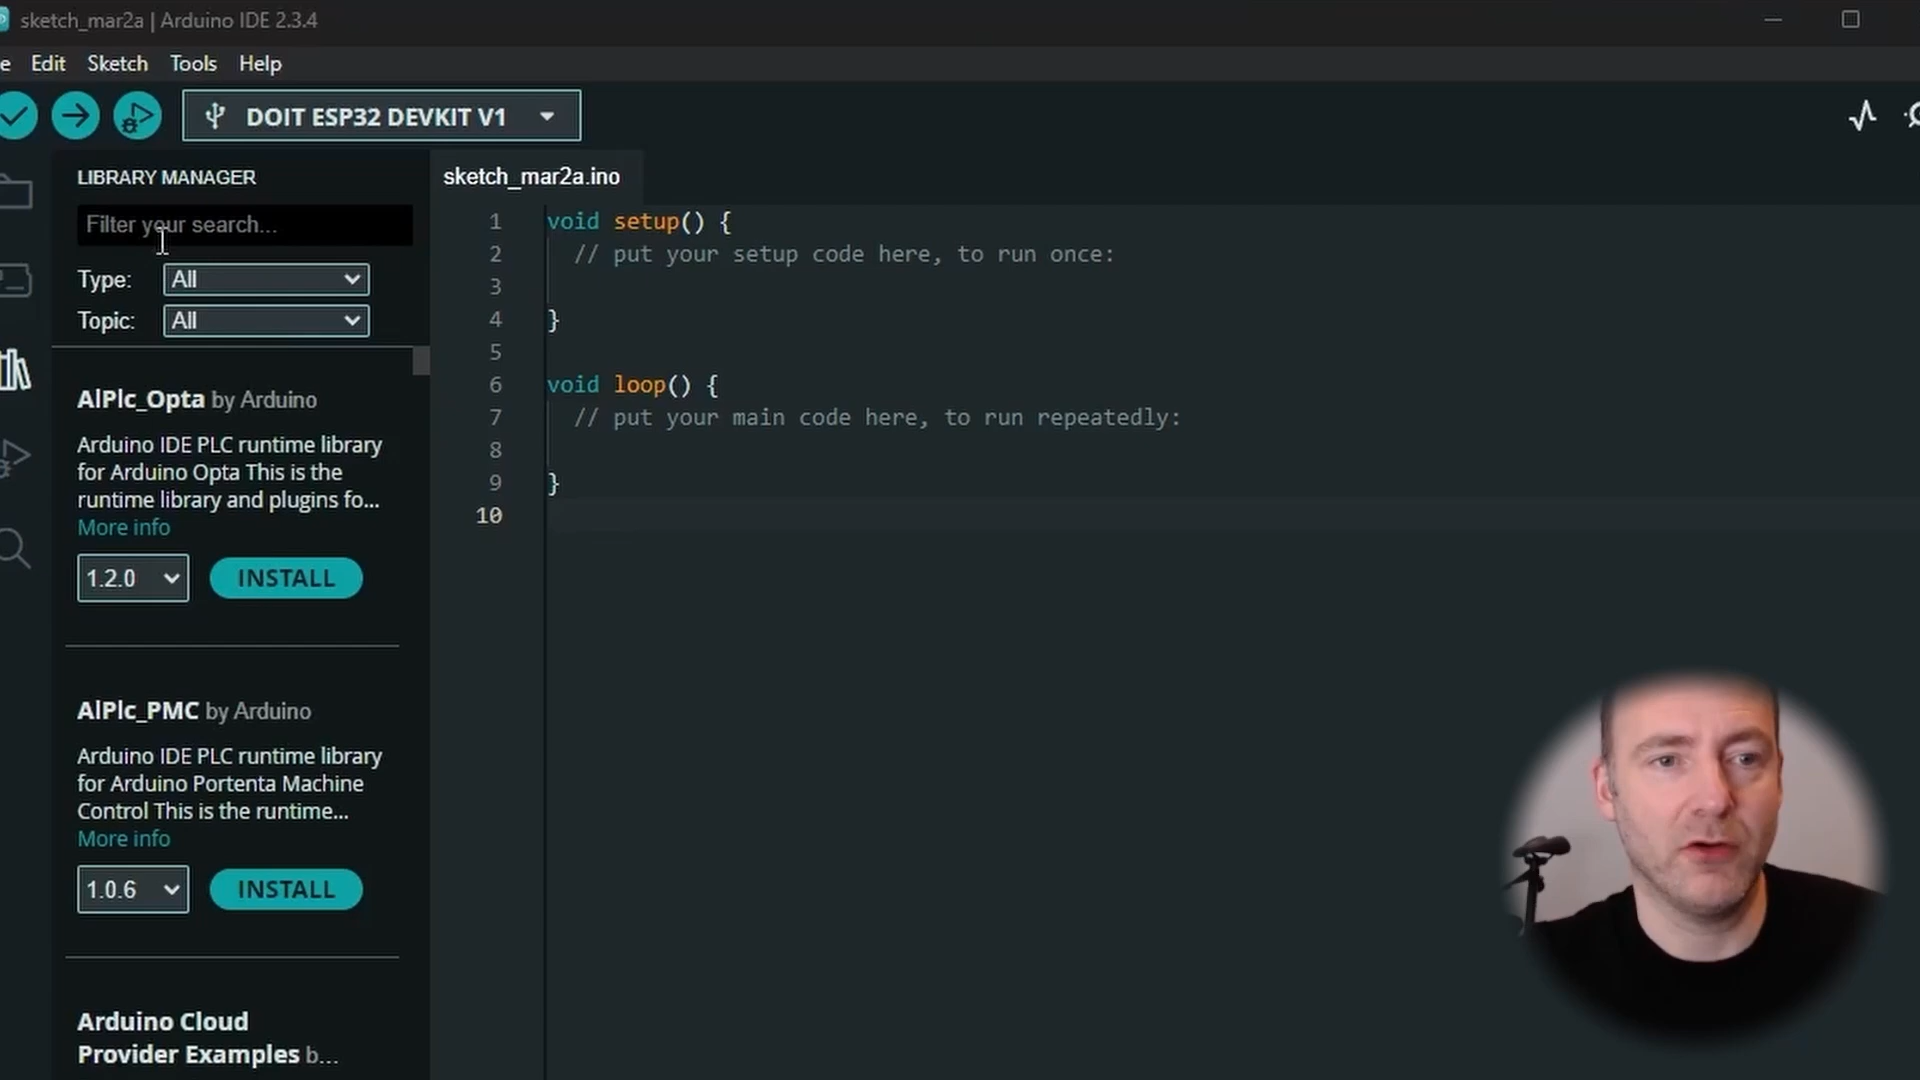 sketch_mar2a | Arduino IDE 2.3.4
e Edit Sketch Tools Help
DOIT ESP32 DEVKIT V1
LIBRARY MANAGER
Filter your search...
Type: All
Topic: All
AlPlc_Opta by Arduino
Arduino IDE PLC runtime library
for Arduino Opta This is the
runtime library and plugins fo...
More info
1.2.0 INSTALL
AlPlc_PMC by Arduino
Arduino IDE PLC runtime library
for Arduino Portenta Machine
Control This is the runtime...
More info
1.0.6 INSTALL
Arduino Cloud
Provider Examples b...
sketch_mar2a.ino
1 void setup() {
2 // put your setup code here, to run once:
3
4 }
5
6 void loop() {
7 // put your main code here, to run repeatedly:
8
9 }
10